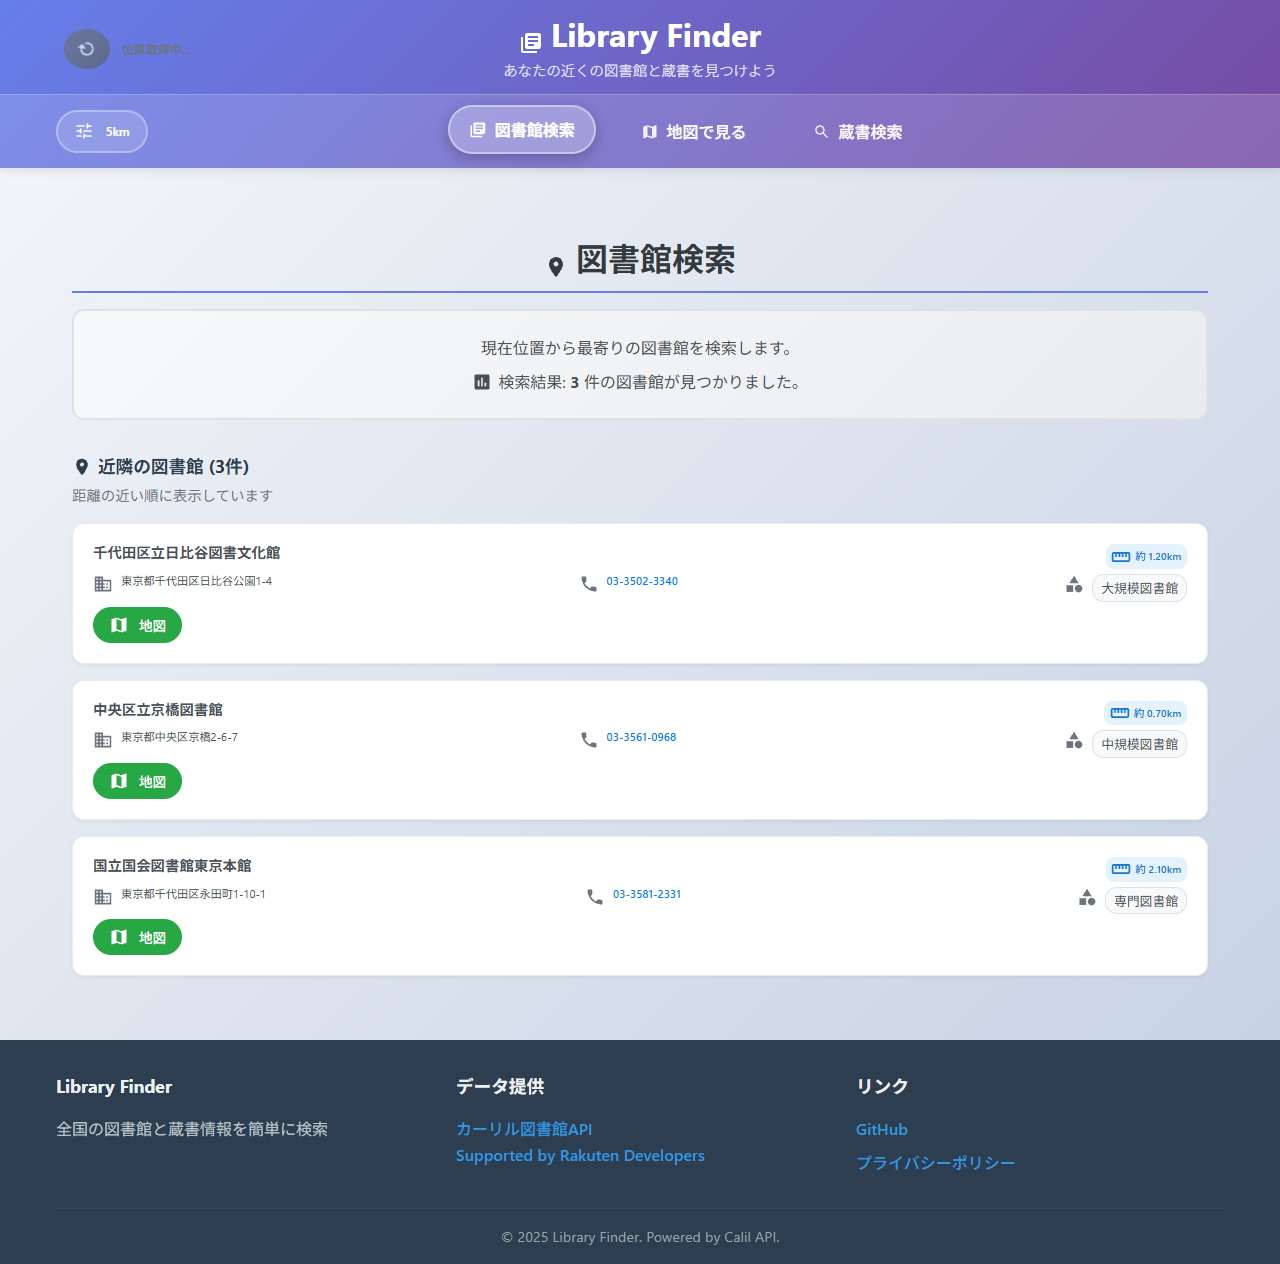 位置取得中...
Library Finder
あなたの近くの図書館と蔵書を見つけよう
5km
図書館検索
地図で見る
蔵書検索
図書館検索
現在位置から最寄りの図書館を検索します。
検索結果: 3 件の図書館が見つかりました。
近隣の図書館 (3件)
距離の近い順に表示しています
千代田区立日比谷図書文化館
約 1.20km
東京都千代田区日比谷公園1-4
03-3502-3340
大規模図書館
地図
中央区立京橋図書館
約 0.70km
東京都中央区京橋2-6-7
03-3561-0968
中規模図書館
地図
国立国会図書館東京本館
約 2.10km
東京都千代田区永田町1-10-1
03-3581-2331
専門図書館
地図
Library Finder
全国の図書館と蔵書情報を簡単に検索
データ提供
カーリル図書館API
Supported by Rakuten Developers
リンク
GitHub
プライバシーポリシー
© 2025 Library Finder. Powered by Calil API.